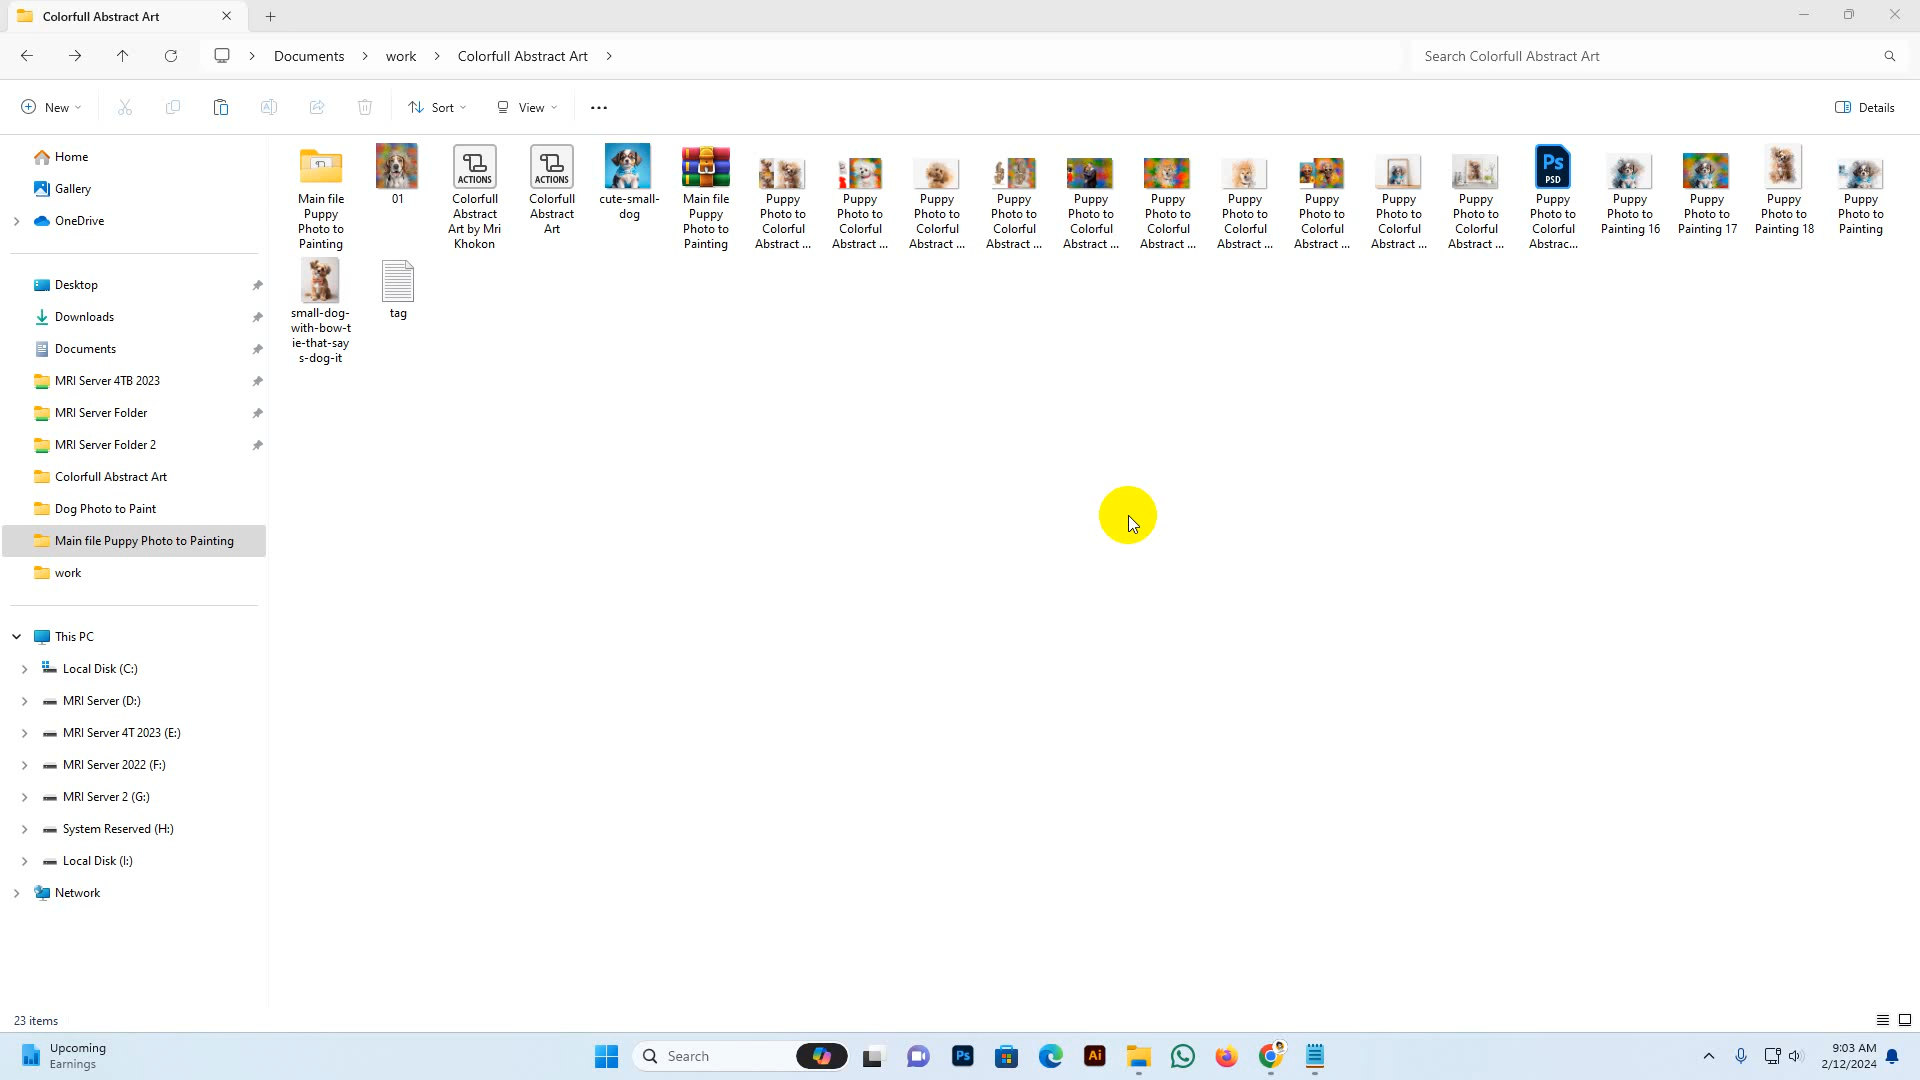 Colorfull Abstract Art
Documents
work
Colorfull Abstract Art
Search Colorfull Abstract Art
New
Sort
View
Details
Home
Gallery
OneDrive
Desktop
Downloads
Documents
MRI Server 4TB 2023
MRI Server Folder
MRI Server Folder 2
Colorfull Abstract Art
Dog Photo to Paint
Main file Puppy Photo to Painting
work
This PC
Local Disk (C:)
MRI Server (D:)
MRI Server 4T 2023 (E:)
MRI Server 2022 (F:)
MRI Server 2 (G:)
System Reserved (H:)
Local Disk (I:)
Network
Main file
Puppy
Photo to
Painting
01
ACTIONS
Colorfull
Abstract
Art by Mri
Khokon
ACTIONS
Colorfull
Abstract
Art
cute-small-
dog
Main file
Puppy
Photo to
Painting
Puppy
Photo to
Colorful
Abstract ...
Puppy
Photo to
Colorful
Abstract ...
Puppy
Photo to
Colorful
Abstract ...
Puppy
Photo to
Colorful
Abstract ...
Puppy
Photo to
Colorful
Abstract ...
Puppy
Photo to
Colorful
Abstract ...
Puppy
Photo to
Colorful
Abstract ...
Puppy
Photo to
Colorful
Abstract ...
Puppy
Photo to
Colorful
Abstract ...
Puppy
Photo to
Colorful
Abstract ...
Ps
PSD
Puppy
Photo to
Colorful
Abstrac...
Puppy
Photo to
Painting 16
Puppy
Photo to
Painting 17
Puppy
Photo to
Painting 18
Puppy
Photo to
Painting
small-dog-
with-bow-t
ie-that-say
s-dog-it
tag
23 items
Upcoming
Earnings
Search
Ps
Ai
9:03 AM
2/12/2024